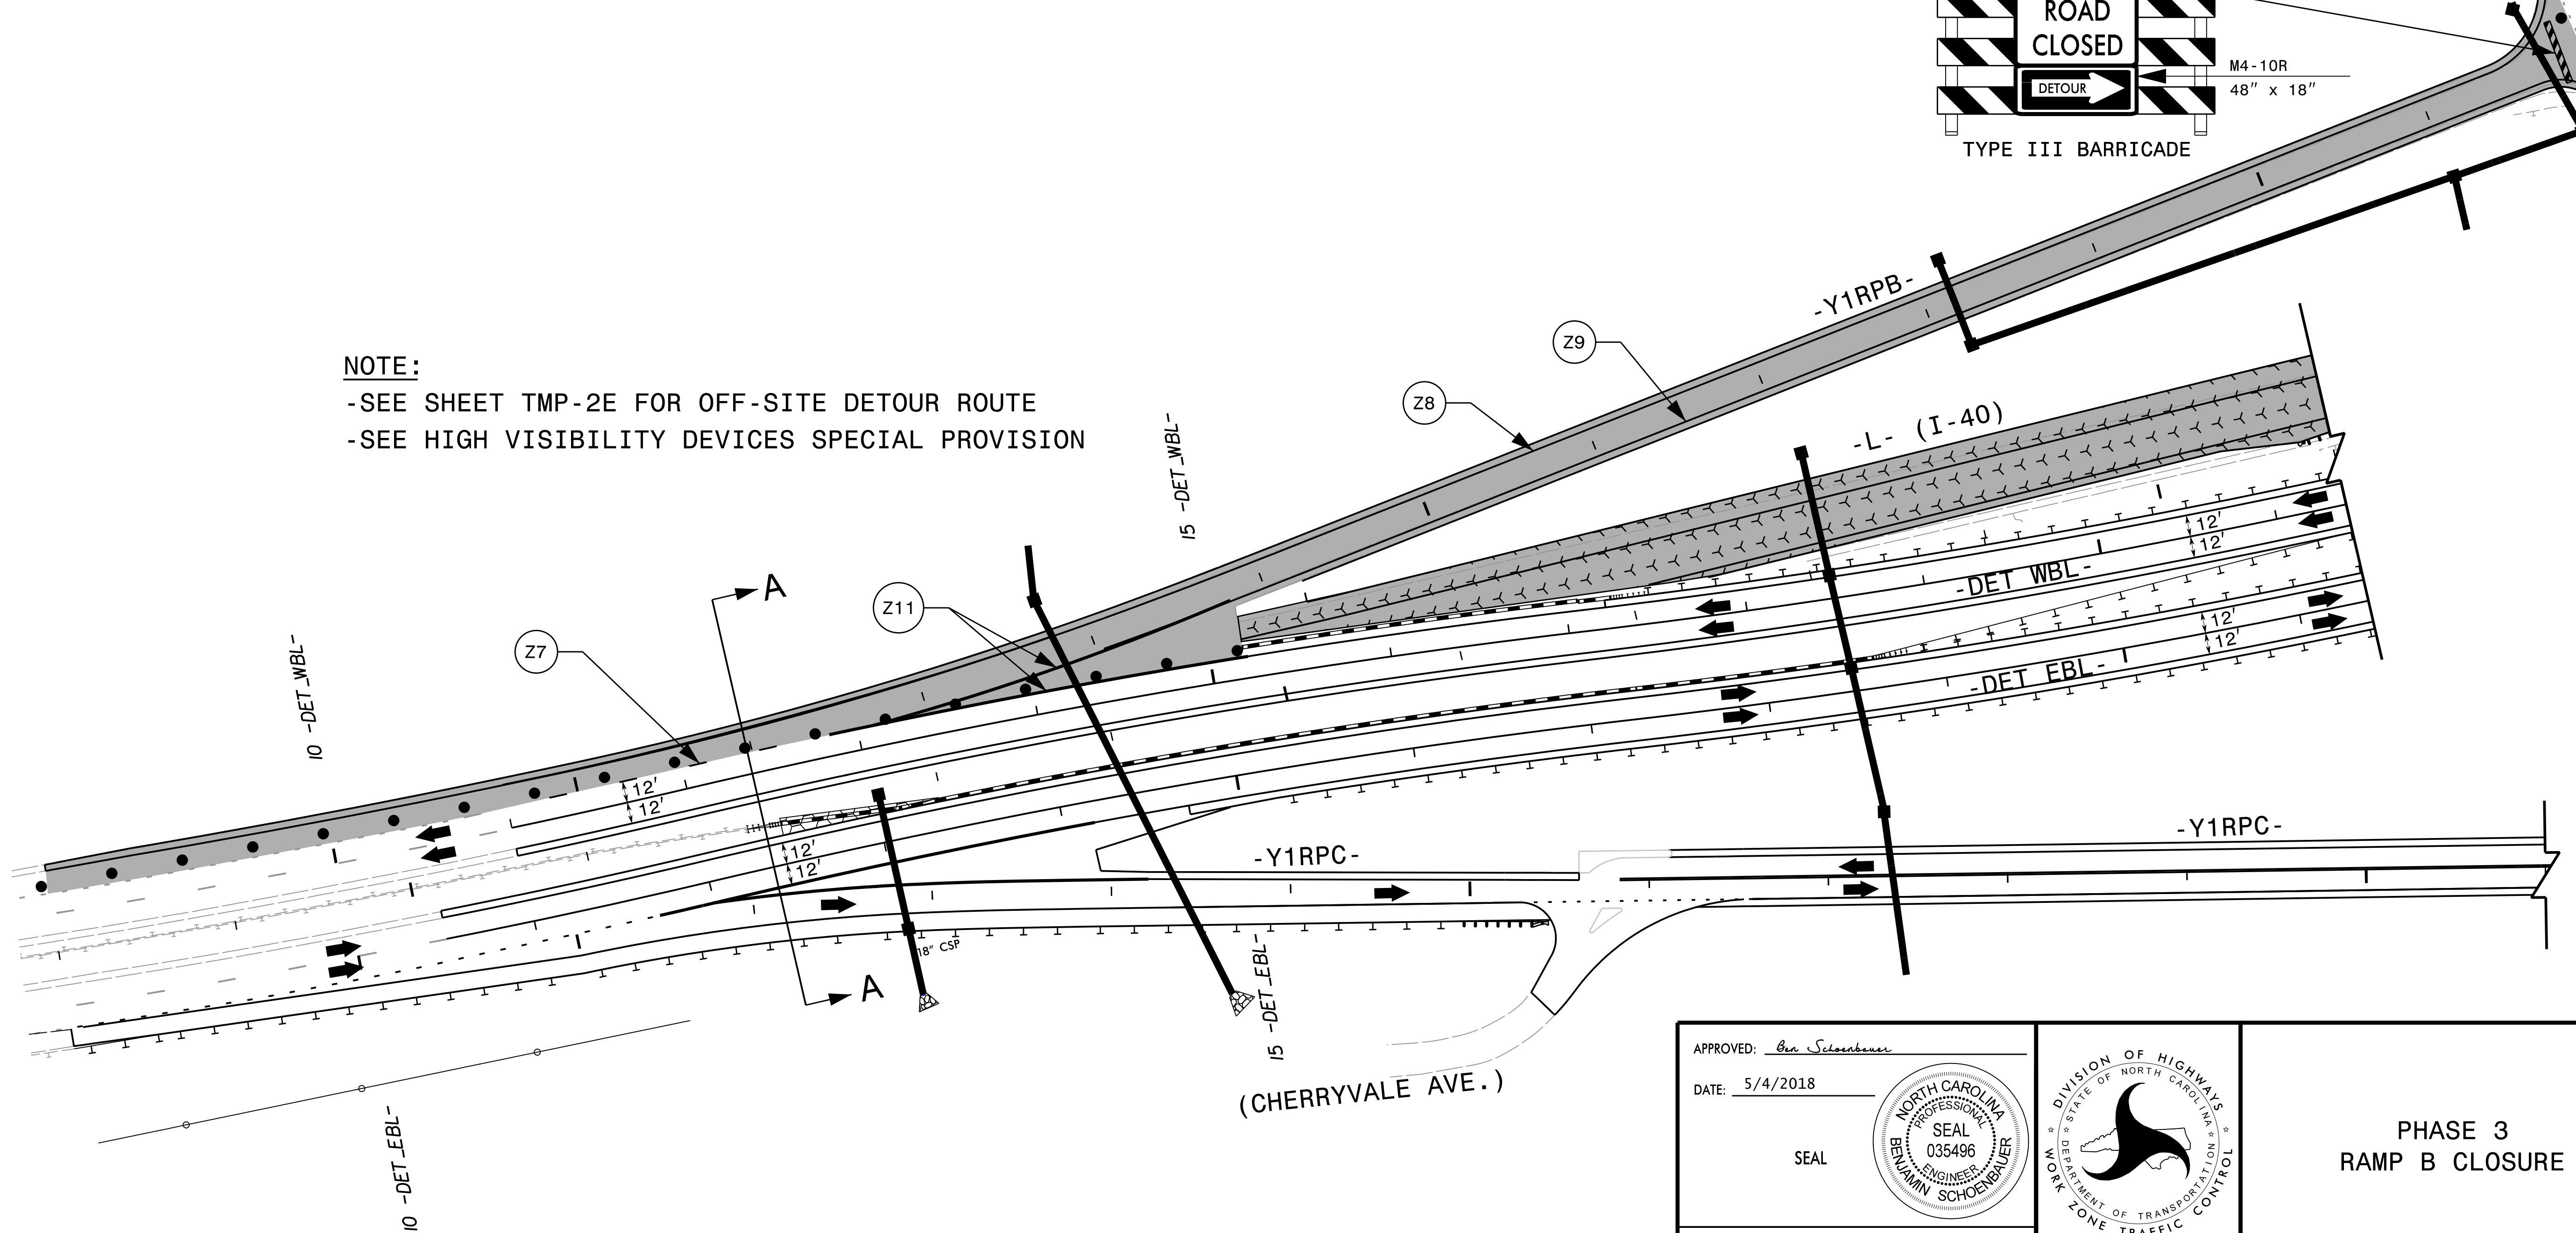 ROAD
CLOSED
DETOUR
M4-10R
48" x 18"
TYPE III BARRICADE
-Y1RPB-
Z9
NOTE:
-SEE SHEET TMP-2E FOR OFF-SITE DETOUR ROUTE
-SEE HIGH VISIBILITY DEVICES SPECIAL PROVISION
Z8
-L- (I-40)
15 -DET_WBL-
12'
12'
-DET WBL-
A
Z11
Z7
10 -DET_WBL-
12'
12'
-DET EBL-
12'
12'
12'
12'
-Y1RPC-
-Y1RPC-
18" CSP
A
15 -DET_EBL-
10 -DET_EBL-
(CHERRYVALE AVE.)
APPROVED: Ben Schoenbauer
DATE: 5/4/2018
SEAL
NORTH CAROLINA
PROFESSIONAL
SEAL
035496
ENGINEER
BENJAMIN SCHOENBAUER
DIVISION OF HIGHWAYS
STATE OF NORTH CAROLINA
DEPARTMENT OF TRANSPORTATION
WORK ZONE TRAFFIC CONTROL
PHASE 3
RAMP B CLOSURE